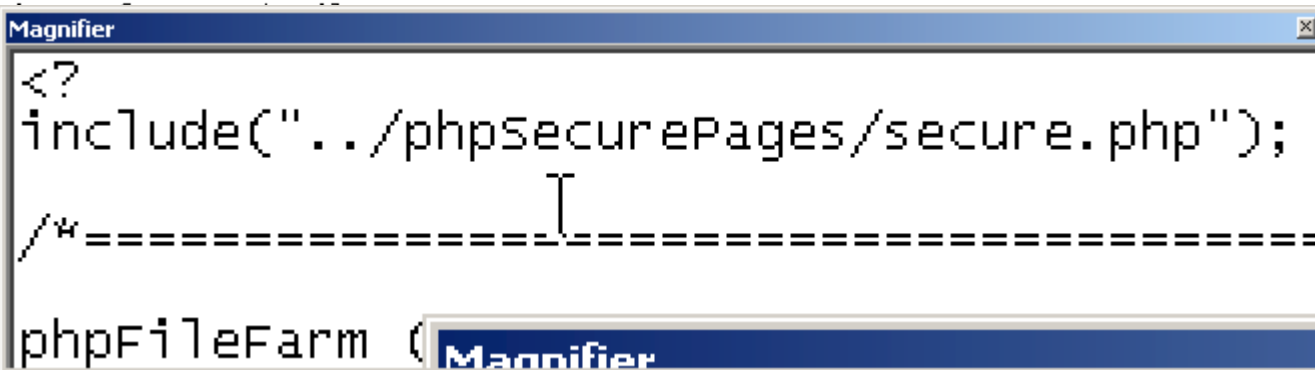 Magnifier
<?
include("../phpSecurePages/secure.php");
/*=======================================
phpFileFarm (
Magnifier